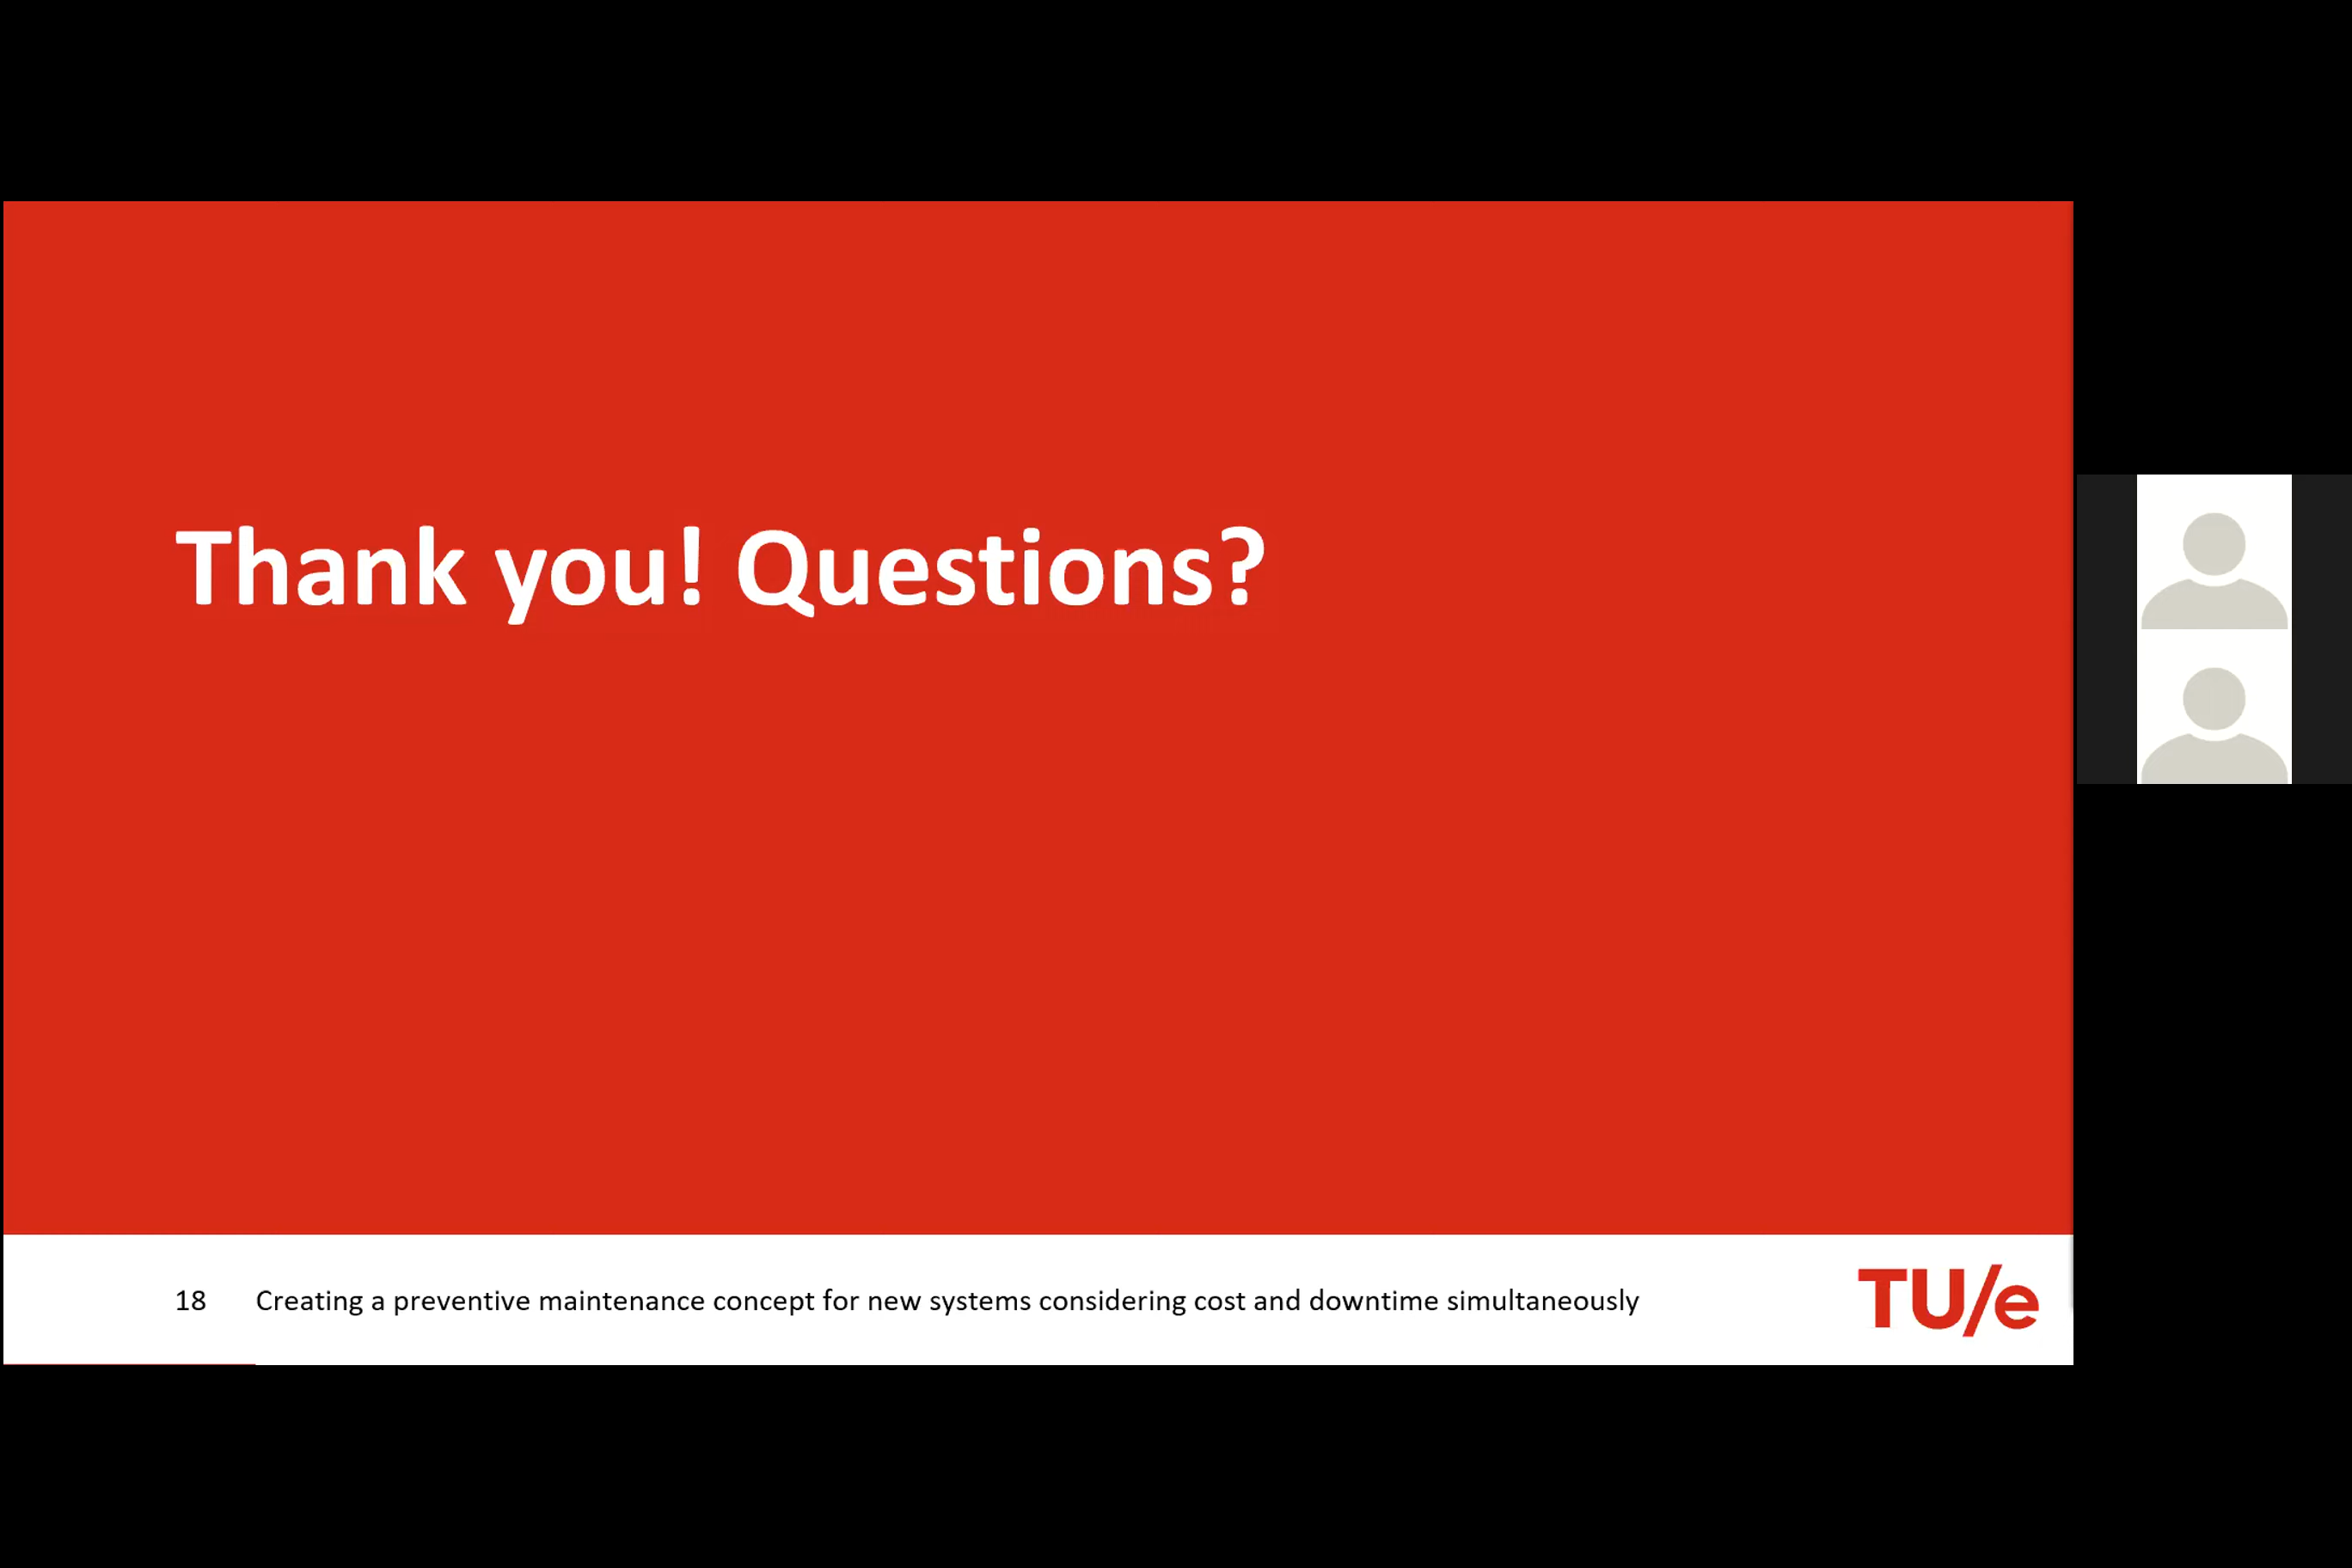 Thank you! Questions?
18 Creating a preventive maintenance concept for new systems considering cost and downtime simultaneously
TU/e